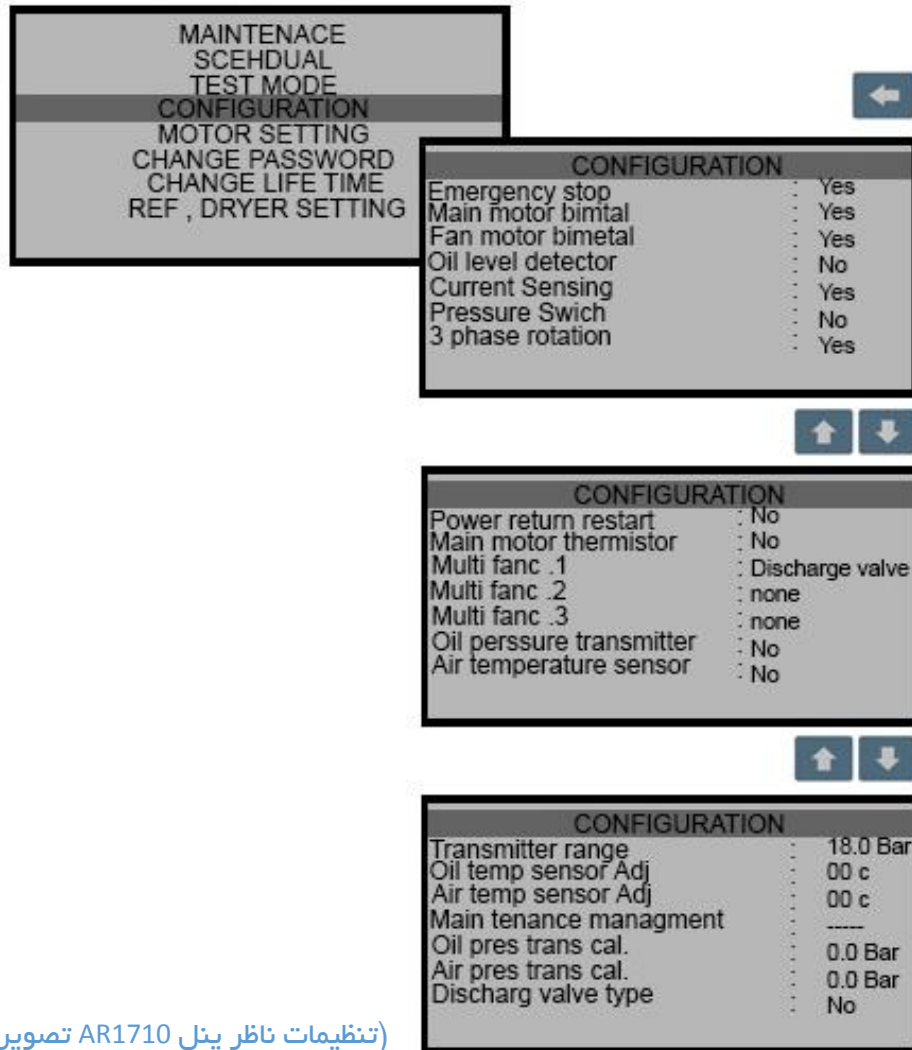 MAINTENACE
SCEHDUAL
TEST MODE
CONFIGURATION
MOTOR SETTING
CHANGE PASSWORD
CHANGE LIFE TIME
REF , DRYER SETTING
CONFIGURATION
Emergency stop : Yes
Main motor bimtal : Yes
Fan motor bimetal : Yes
Oil level detector : No
Current Sensing : Yes
Pressure Swich : No
3 phase rotation : Yes
CONFIGURATION
Power return restart : No
Main motor thermistor : No
Multi fanc .1 : Discharge valve
Multi fanc .2 : none
Multi fanc .3 : none
Oil perssure transmitter : No
Air temperature sensor : No
CONFIGURATION
Transmitter range : 18.0 Bar
Oil temp sensor Adj : 00 c
Air temp sensor Adj : 00 c
Main tenance managment : -----
Oil pres trans cal. : 0.0 Bar
Air pres trans cal. : 0.0 Bar
Discharg valve type : No
(تنظیمات ناظر پنل AR1710 تصویر